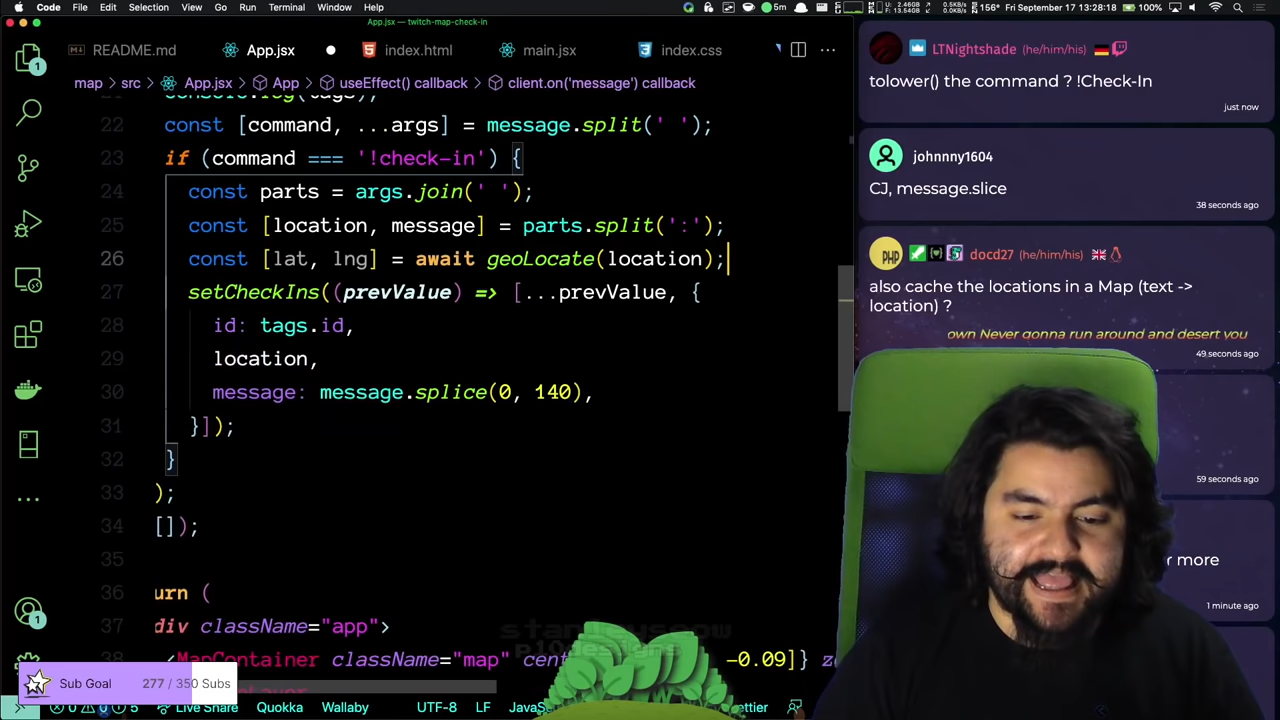 Code File Edit Selection View Go Run Terminal Window Help
5m
156° Fri September 17 13:28:18 100%
App.jsx — twitch-map-check-in
README.md App.jsx index.html main.jsx index.css
map > src > App.jsx > App > useEffect() callback > client.on('message') callback
22 const [command, ...args] = message.split(' ');
23 if (command === '!check-in') {
24 const parts = args.join(' ');
25 const [location, message] = parts.split(':');
26 const [lat, lng] = await geoLocate(location);
27 setCheckIns((prevValue) => [...prevValue, {
28 id: tags.id,
29 location,
30 message: message.splice(0, 140),
31 }]);
32 }
33 );
34 []);
35
36 urn (
37 div className="app">
38 <MapContainer className="map" -0.09]}
Sub Goal 277 / 350 Subs
Live Share Quokka Wallaby UTF-8 LF
LTNightshade (he/him/his)
tolower() the command ? !Check-In
just now
johnnny1604
CJ, message.slice
38 seconds ago
PHP
docd27 (he/him/his)
also cache the locations in a Map (text ->
location) ?
own Never gonna run around and desert you
49 seconds ago
59 seconds ago
r more
1 minute ago